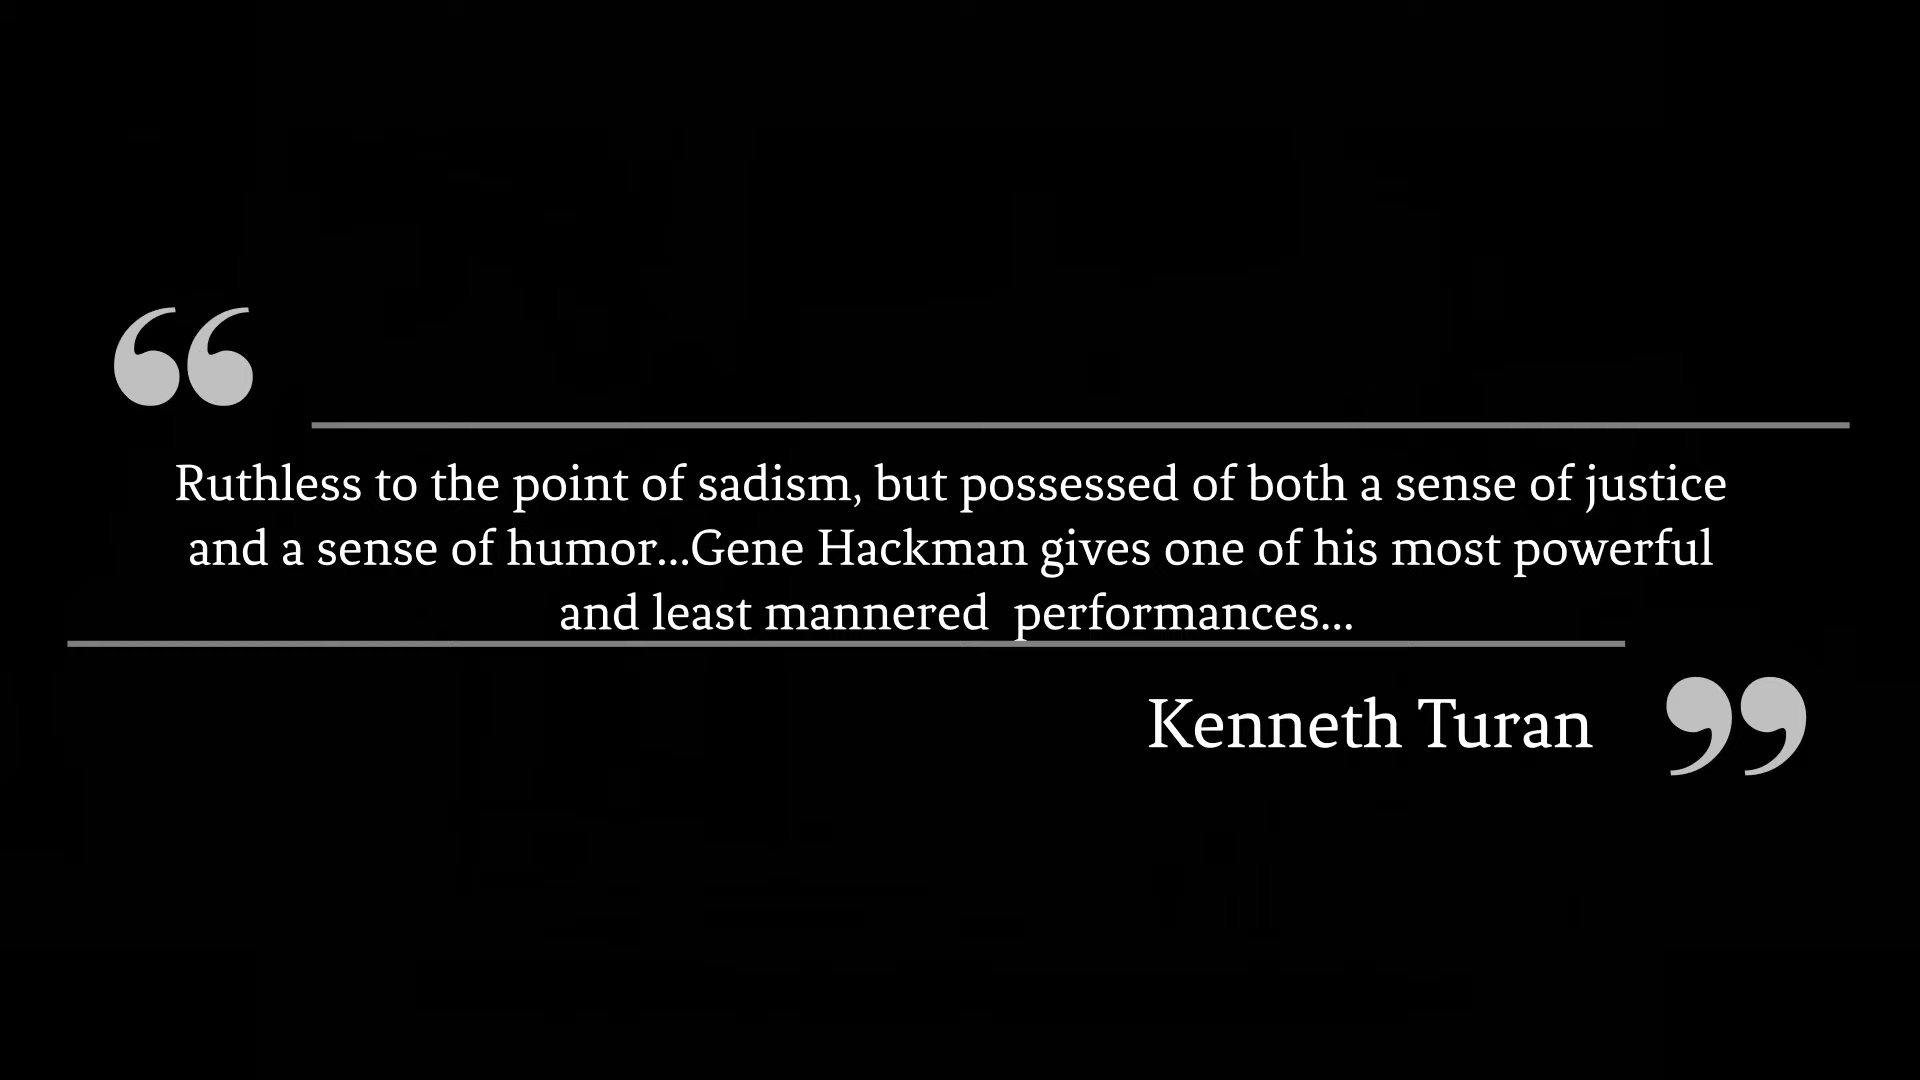 “
Ruthless to the point of sadism, but possessed of both a sense of justice
and a sense of humor...Gene Hackman gives one of his most powerful
and least mannered  performances...
Kenneth Turan
”